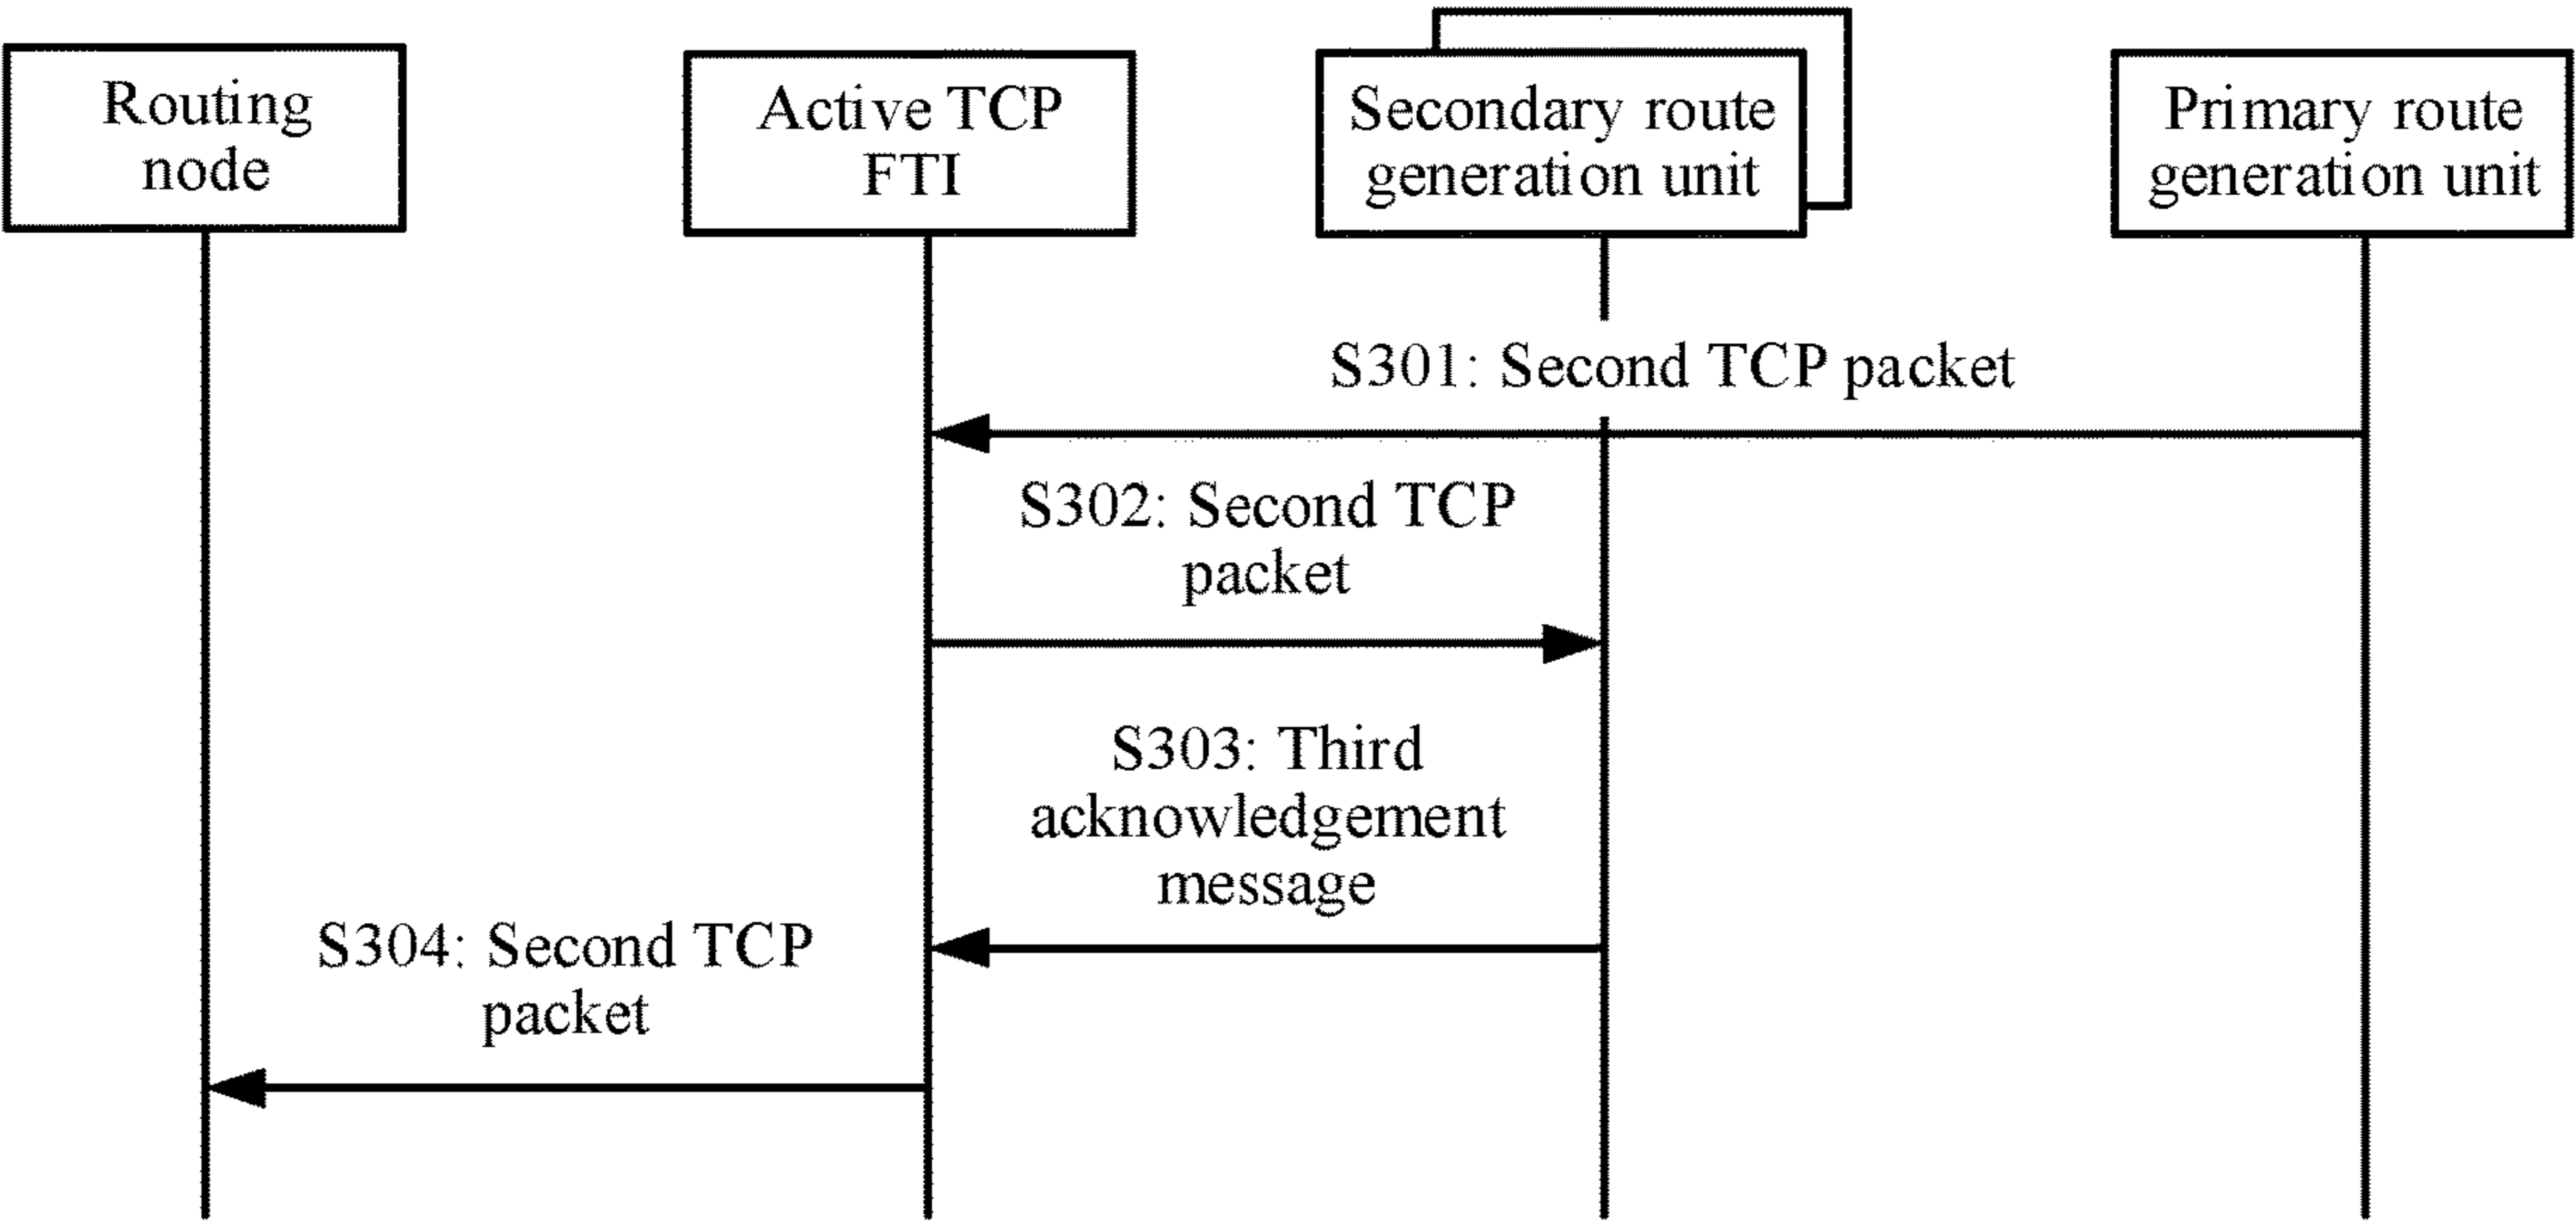 Routing
node
Active TCP
FTI
Secondary route
generation unit
Primary route
generation unit
S301: Second TCP packet
S302: Second TCP
packet
S303: Third
acknowledgement
message
S304: Second TCP
packet